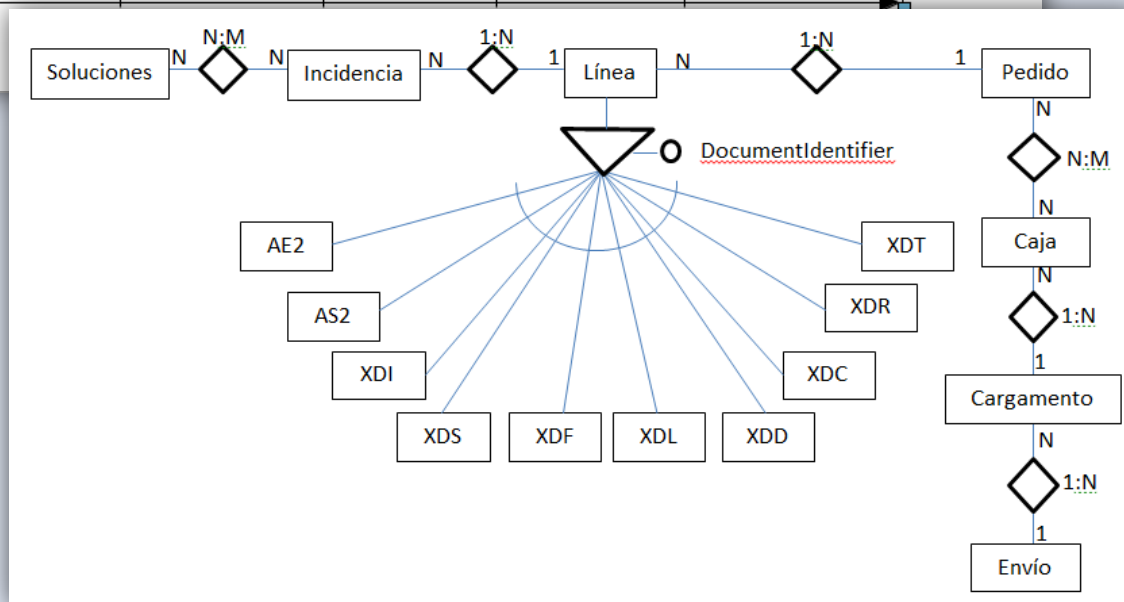 N:M
1:N
1:N
Soluciones
N
N
Incidencia
N
1
Línea
N
1
Pedido
N
N:M
N
DocumentIdentifier
AE2
XDT
Caja
N
AS2
XDR
1:N
XDI
XDC
1
Cargamento
XDS
XDF
XDL
XDD
N
1:N
1
Envío